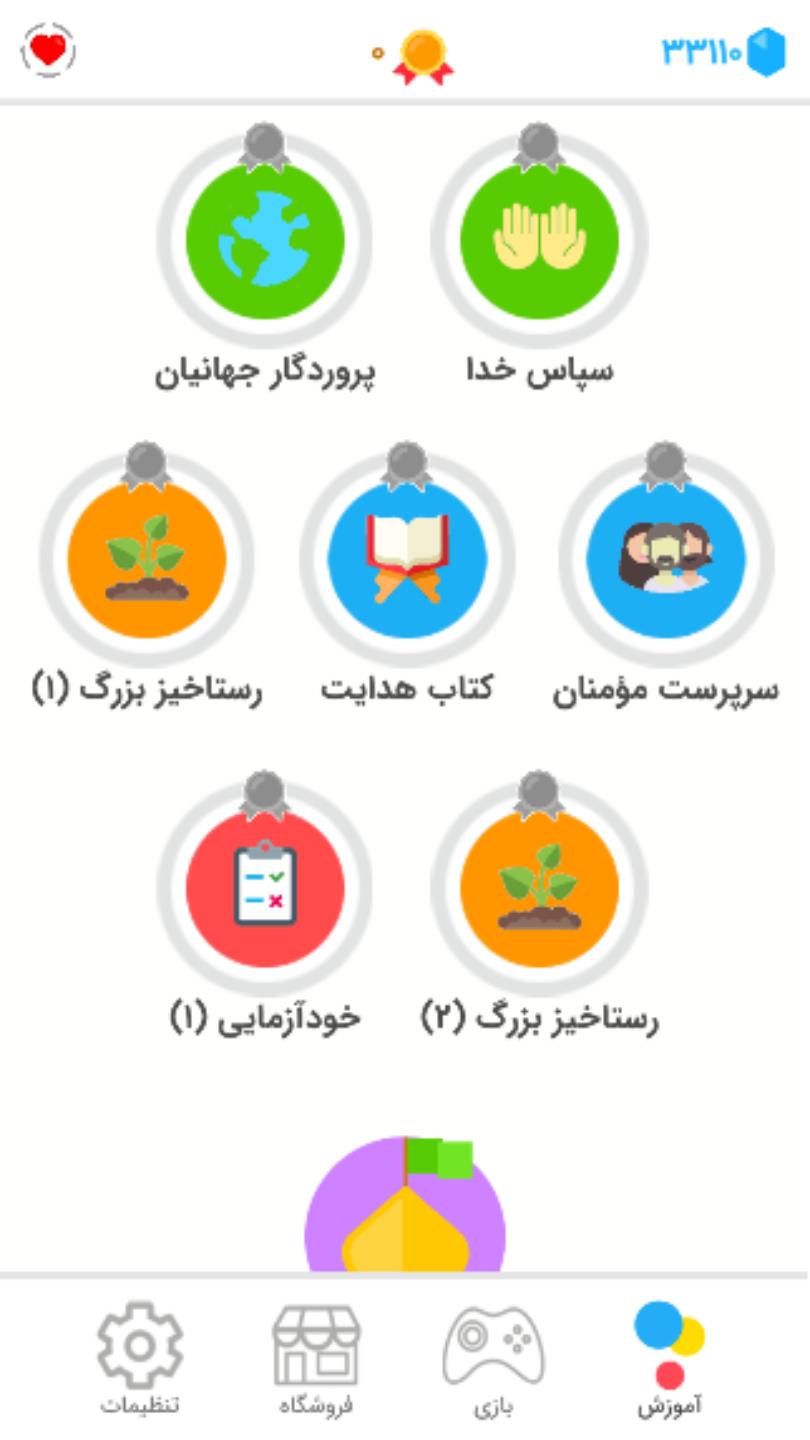 ۳۳۱۱۰
۰
سپاس خدا
پروردگار جهانیان
سرپرست مؤمنان
کتاب هدایت
رستاخیز بزرگ (۱)
رستاخیز بزرگ (۲)
خودآزمایی (۱)
آموزش
بازی
فروشگاه
تنظیمات